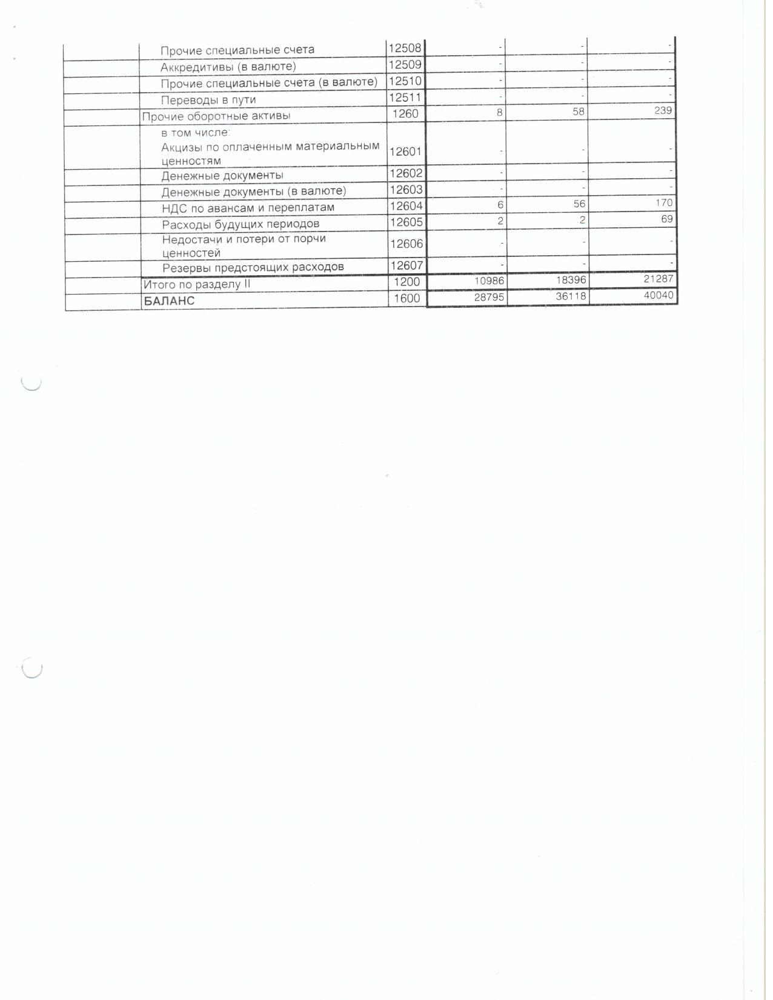 Прочие специальные счета 12508 - - -
Аккредитивы (в валюте) 12509 - - -
Прочие специальные счета (в валюте) 12510 - - -
Переводы в пути 12511 - - -
Прочие оборотные активы 1260 8 58 239
в том числе:
Акцизы по оплаченным материальным
ценностям 12601 - - -
Денежные документы 12602 - - -
Денежные документы (в валюте) 12603 - - -
НДС по авансам и переплатам 12604 6 56 170
Расходы будущих периодов 12605 2 2 69
Недостачи и потери от порчи
ценностей 12606 - - -
Резервы предстоящих расходов 12607 - - -
Итого по разделу II 1200 10986 18396 21287
БАЛАНС 1600 28795 36118 40040